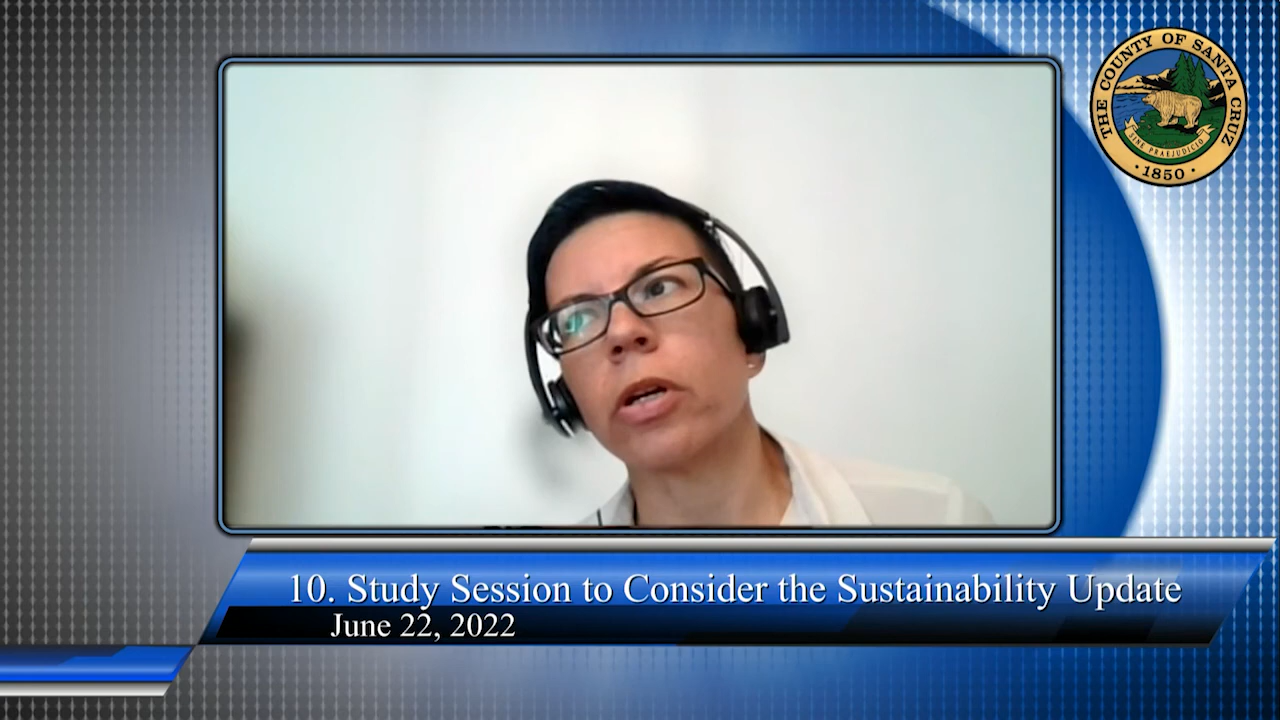 THE COUNTY OF SANTA CRUZ
SINE PRAEJUDICIO
• 1850 •
10. Study Session to Consider the Sustainability Update
June 22, 2022